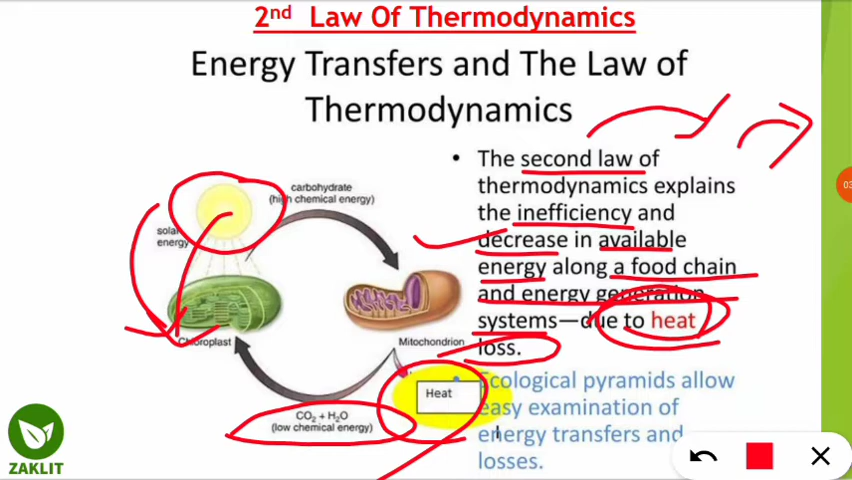 2nd Law Of Thermodynamics
Energy Transfers and The Law of
Thermodynamics
carbohydrate
(high chemical energy)
solar
energy
Chloroplast
Mitochondrion
Heat
CO₂ + H₂O
(low chemical energy)
• The second law of
thermodynamics explains
the inefficiency and
decrease in available
energy along a food chain
and energy generation
systems—due to heat
loss.
• Ecological pyramids allow
easy examination of
energy transfers and
losses.
ZAKLIT
03